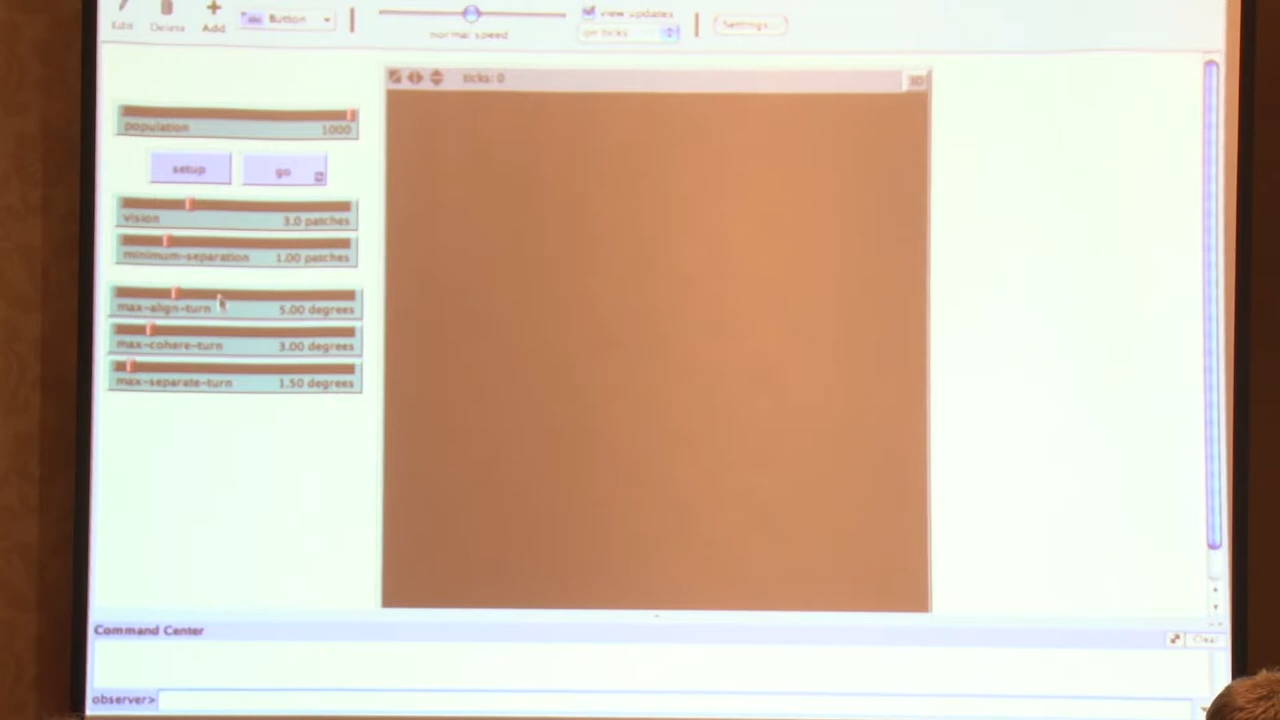 Edit Delete Add abc Button normal speed view updates on ticks Settings...
ticks: 0 3D
population 1000
setup go
vision 3.0 patches
minimum-separation 1.00 patches
max-align-turn 5.00 degrees
max-cohere-turn 3.00 degrees
max-separate-turn 1.50 degrees
Command Center Clear
observer>